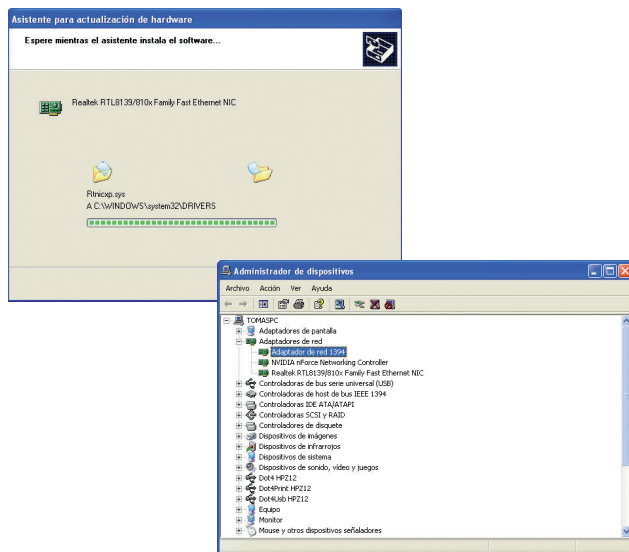 Asistente para actualización de hardware
Espere mientras el asistente instala el software...
Realtek RTL8139/810x Family Fast Ethernet NIC
Rtnicxp.sys
A C:\WINDOWS\system32\DRIVERS
Administrador de dispositivos
Archivo Acción Ver Ayuda
TOMASPC
Adaptadores de pantalla
Adaptadores de red
Adaptador de red 1394
NVIDIA nForce Networking Controller
Realtek RTL8139/810x Family Fast Ethernet NIC
Controladoras de bus serie universal (USB)
Controladoras de host de bus IEEE 1394
Controladoras IDE ATA/ATAPI
Controladoras SCSI y RAID
Controladores de disquete
Dispositivos de imágenes
Dispositivos de infrarrojos
Dispositivos de sistema
Dispositivos de sonido, vídeo y juegos
Dot4 HPZ12
Dot4Print HPZ12
Dot4Usb HPZ12
Equipo
Monitor
Mouse y otros dispositivos señaladores